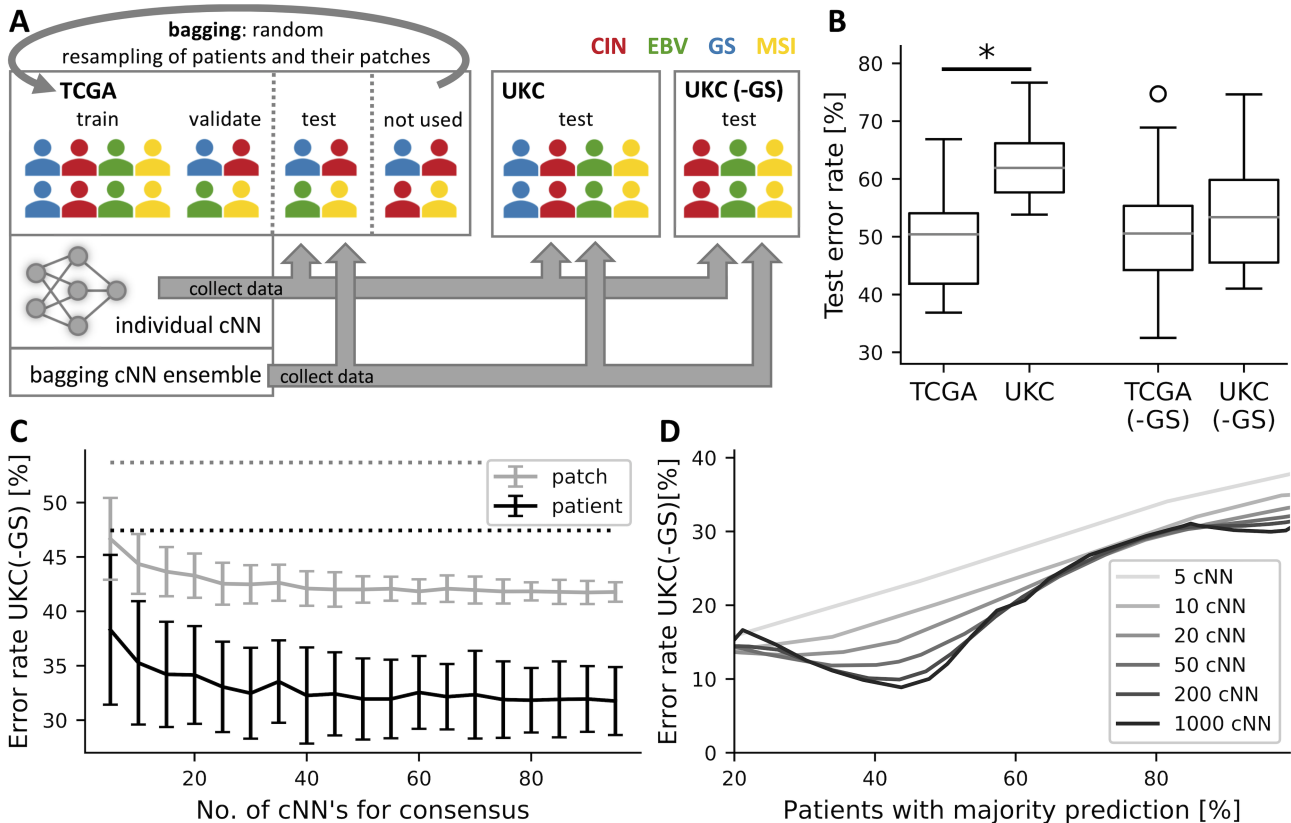 A
bagging: random
resampling of patients and their patches
CIN EBV GS MSI
TCGA
train validate test not used
UKC
test
UKC (-GS)
test
collect data
individual cNN
bagging cNN ensemble
collect data
B
Test error rate [%]
80
70
60
50
40
30
*
TCGA UKC TCGA (-GS) UKC (-GS)
C
Error rate UKC(-GS) [%]
50
45
40
35
30
patch
patient
20 40 60 80
No. of cNN's for consensus
D
Error rate UKC(-GS)[%]
40
30
20
10
0
5 cNN
10 cNN
20 cNN
50 cNN
200 cNN
1000 cNN
20 40 60 80
Patients with majority prediction [%]